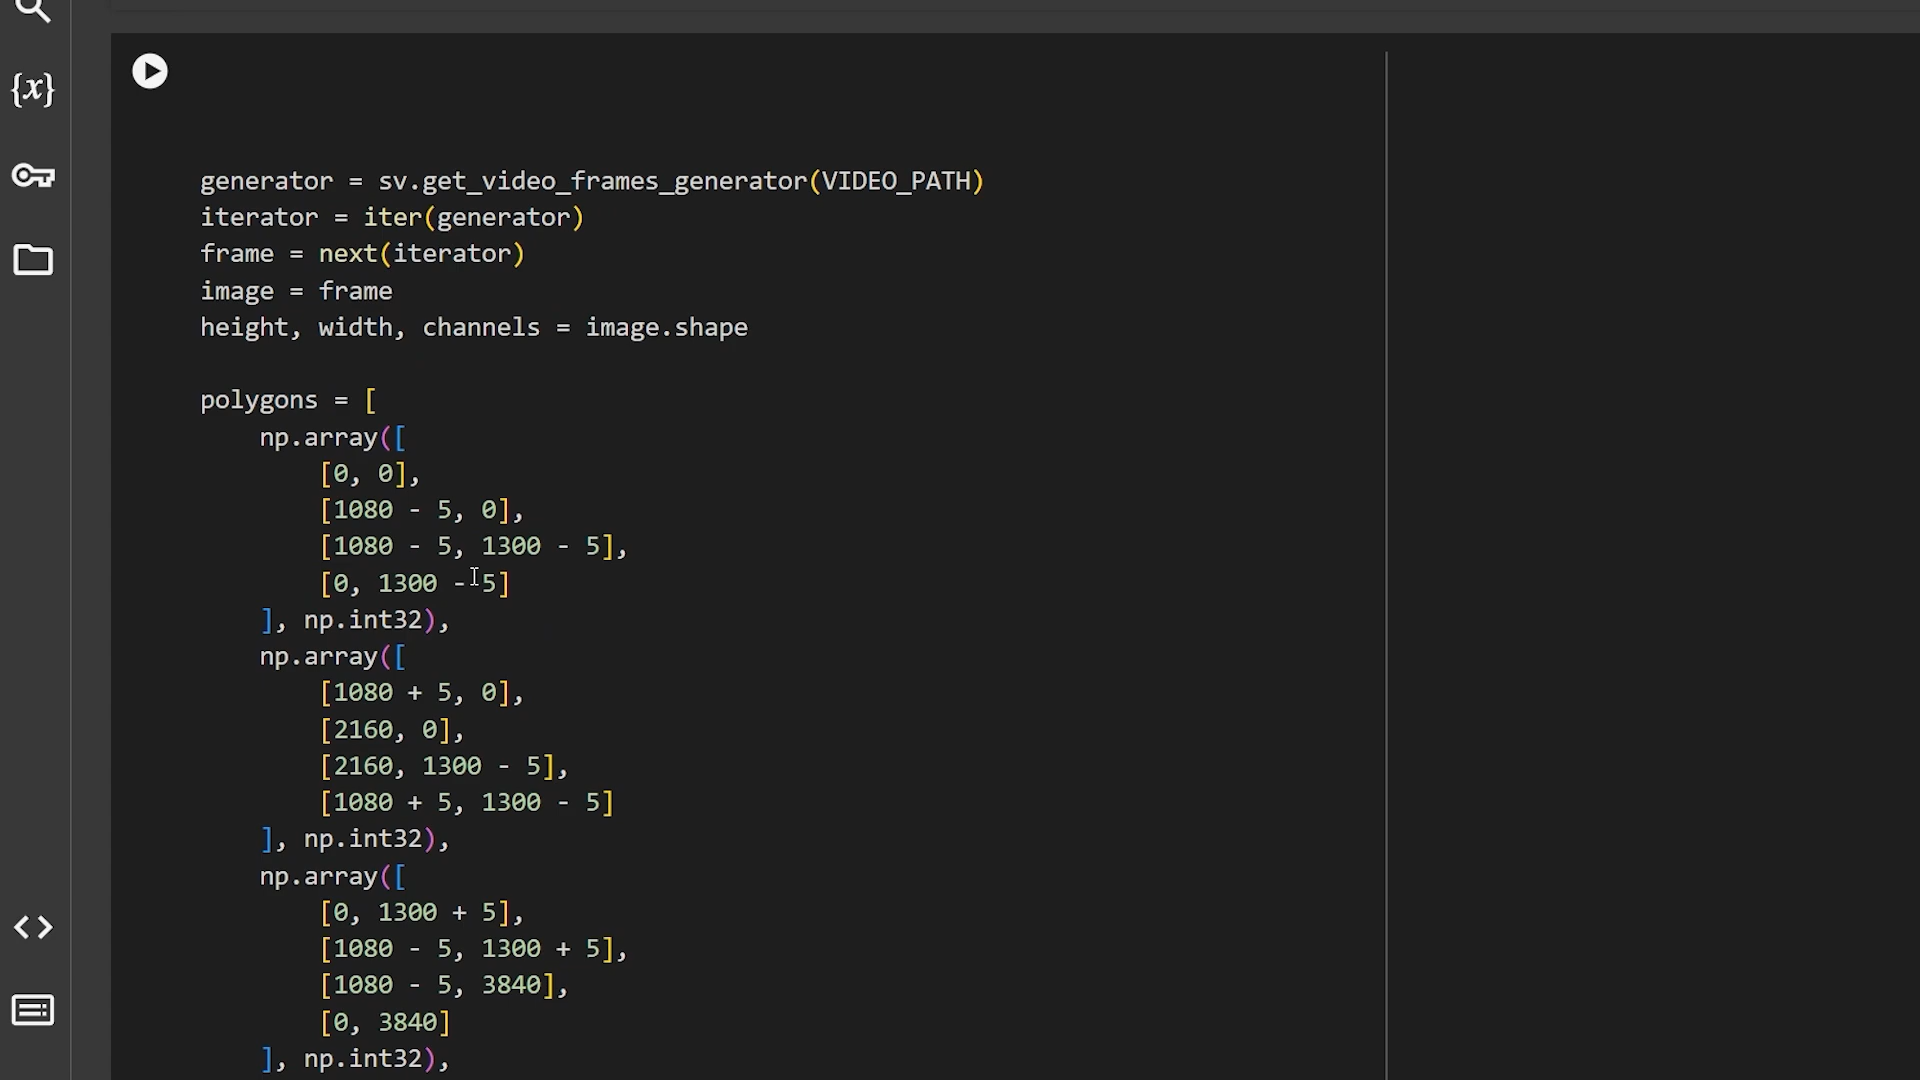 {x}
generator = sv.get_video_frames_generator(VIDEO_PATH)
iterator = iter(generator)
frame = next(iterator)
image = frame
height, width, channels = image.shape
polygons = [
np.array([
[0, 0],
[1080 - 5, 0],
[1080 - 5, 1300 - 5],
[0, 1300 - 5]
], np.int32),
np.array([
[1080 + 5, 0],
[2160, 0],
[2160, 1300 - 5],
[1080 + 5, 1300 - 5]
], np.int32),
np.array([
[0, 1300 + 5],
[1080 - 5, 1300 + 5],
[1080 - 5, 3840],
[0, 3840]
], np.int32),